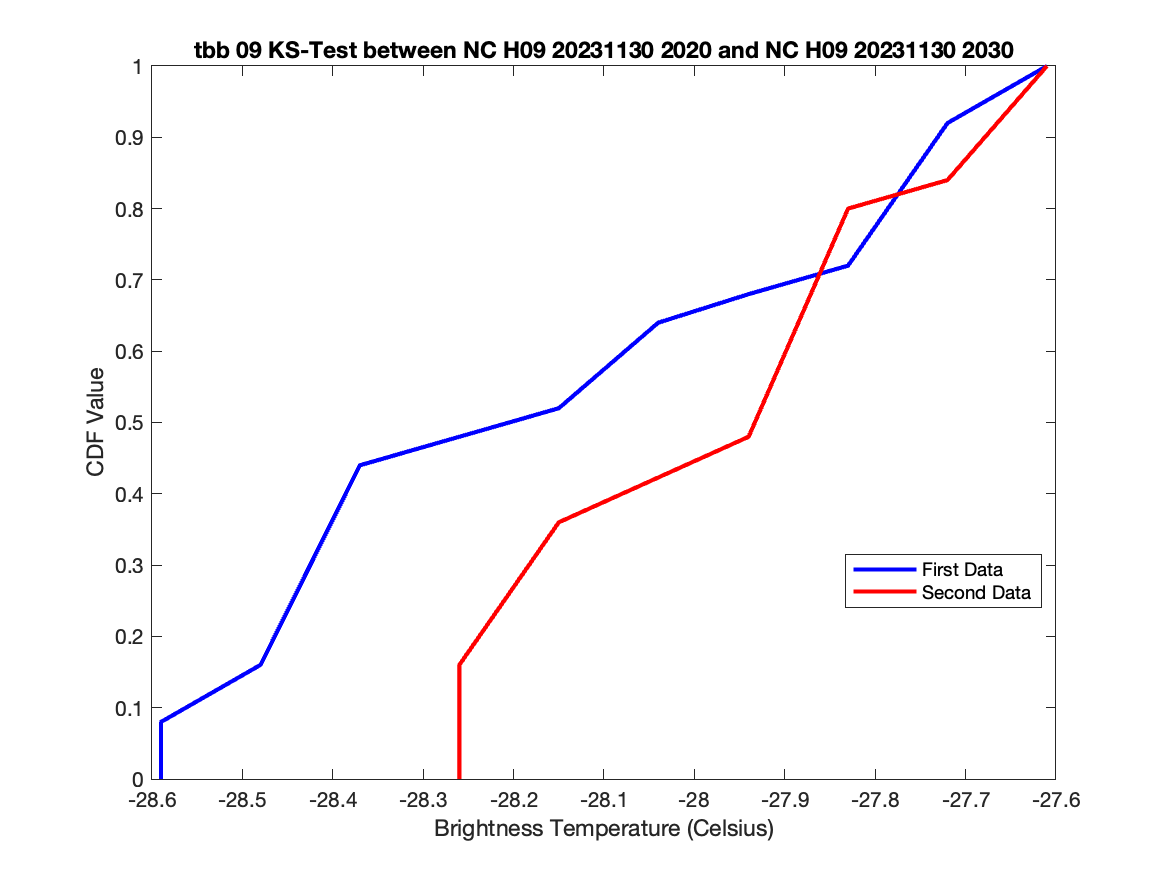 tbb 09 KS-Test between NC H09 20231130 2020 and NC H09 20231130 2030
1
0.9
0.8
0.7
0.6
0.5
0.4
0.3
0.2
0.1
0
CDF Value
First Data
Second Data
-28.6 -28.5 -28.4 -28.3 -28.2 -28.1 -28 -27.9 -27.8 -27.7 -27.6
Brightness Temperature (Celsius)